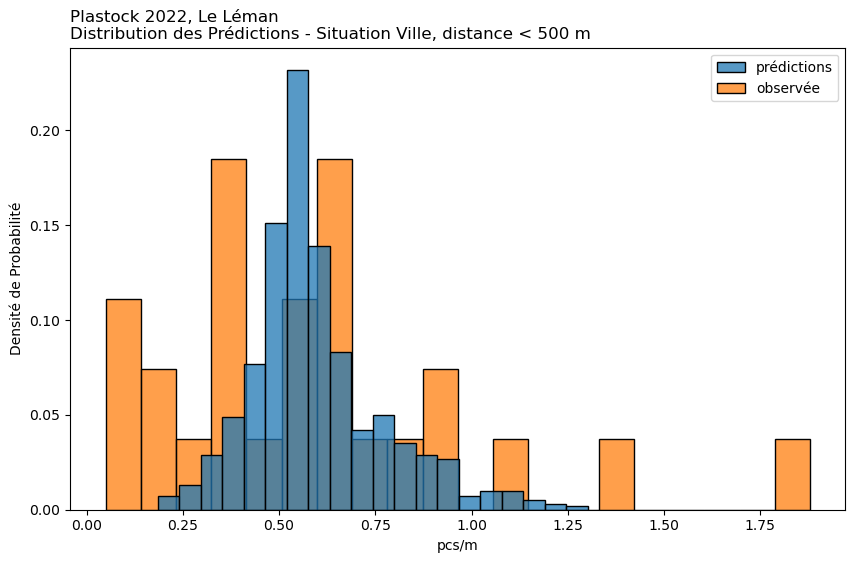 Plastock 2022, Le Léman
Distribution des Prédictions - Situation Ville, distance < 500 m
prédictions
observée
Densité de Probabilité
0.20
0.15
0.10
0.05
0.00
0.00 0.25 0.50 0.75 1.00 1.25 1.50 1.75
pcs/m